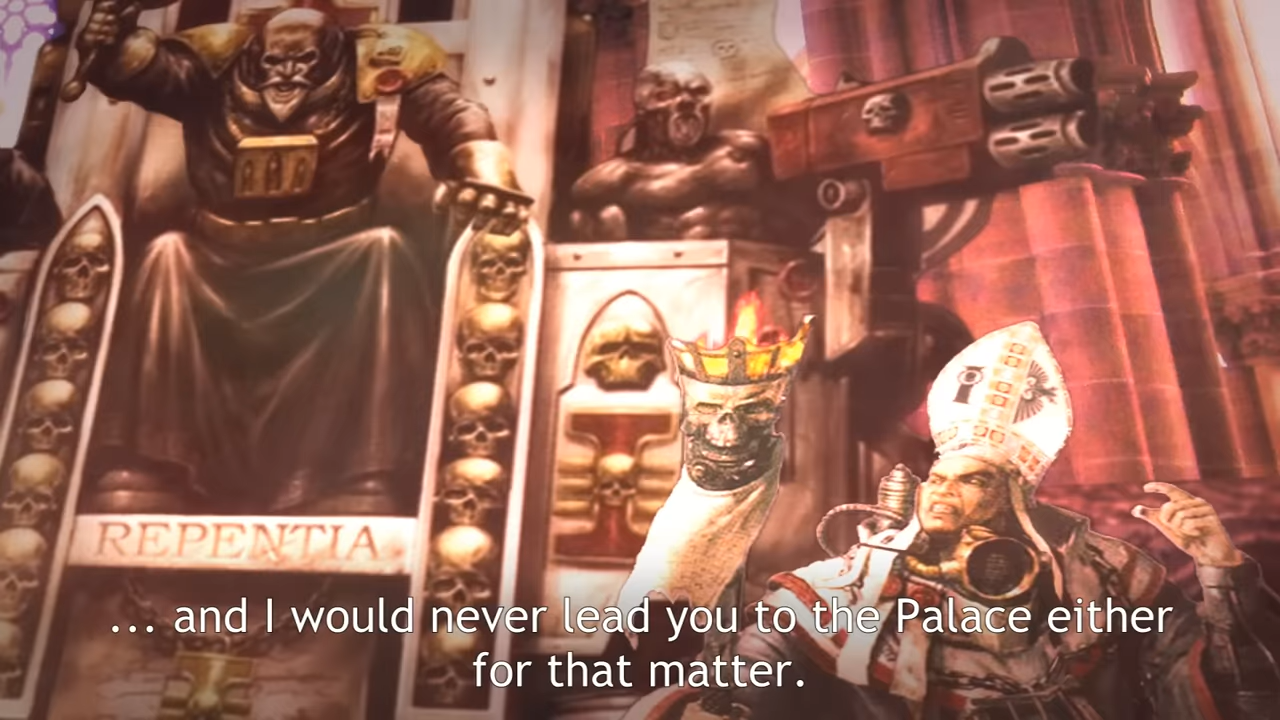 REPENTIA
... and I would never lead you to the Palace either
for that matter.